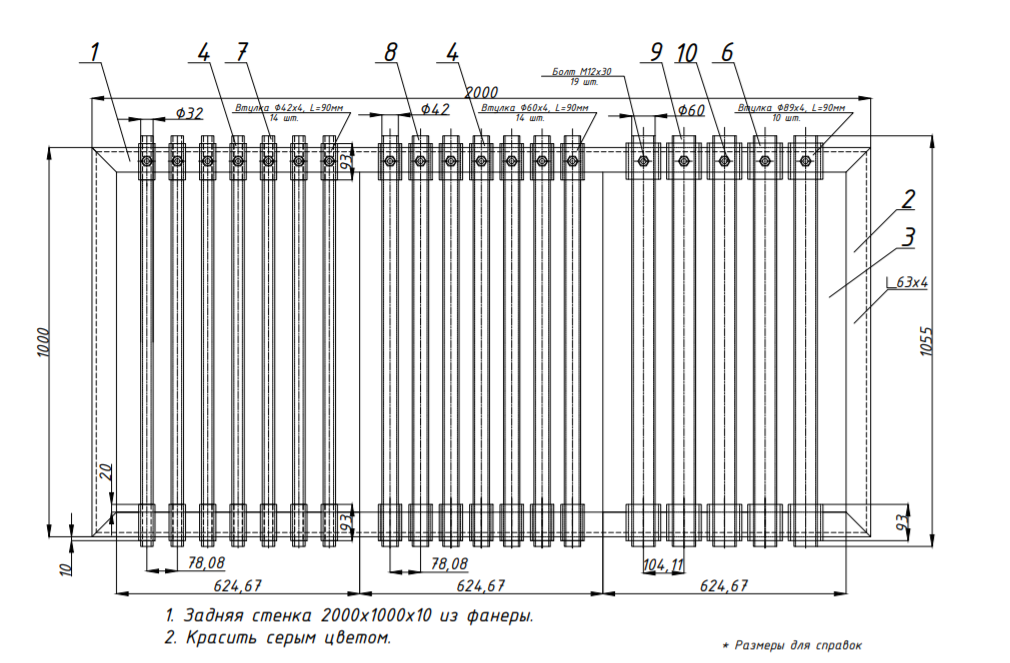 1
4
7
8
4
9
10
6
Болт М12х30
19 шт.
2000
Ф32
Втулка Ф42х4, L=90мм
14 шт.
Ф42
Втулка Ф60х4, L=90мм
14 шт.
Ф60
Втулка Ф89х4, L=90мм
10 шт.
93
2
3
∟63х4
1000
1055
20
93
93
10
78,08
78,08
104,11
624,67
624,67
624,67
1. Задняя стенка 2000х1000х10 из фанеры.
2. Красить серым цветом.
* Размеры для справок